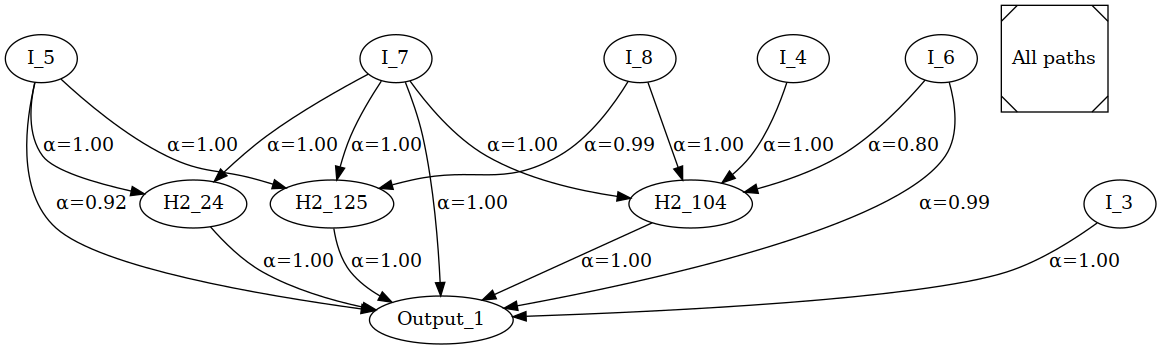 I_5
I_7
I_8
I_4
I_6
All paths
α=1.00
α=1.00
α=1.00
α=1.00
α=1.00
α=0.99
α=1.00
α=1.00
α=0.80
α=0.92
H2_24
H2_125
α=1.00
H2_104
α=0.99
I_3
α=1.00
α=1.00
α=1.00
α=1.00
Output_1